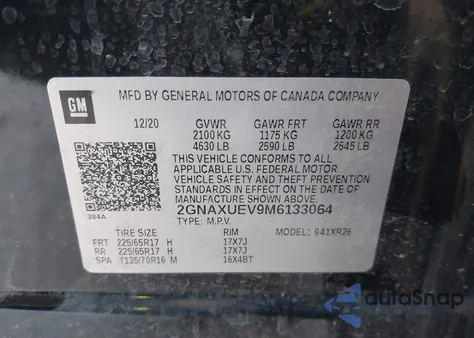 GM
MFD BY GENERAL MOTORS OF CANADA COMPANY
12/20 GVWR GAWR FRT GAWR RR
2100 KG 1175 KG 1200 KG
4630 LB 2590 LB 2645 LB
THIS VEHICLE CONFORMS TO ALL
APPLICABLE U.S. FEDERAL MOTOR
VEHICLE SAFETY AND THEFT
PREVENTION STANDARDS IN EFFECT
ON THE DATE OF MANUFACTURE
SHOWN ABOVE.
384A
2GNAXUEV9M6133064
TYPE: M.P.V. MODEL: 941XR26
TIRE SIZE RIM
FRT 225/65R17 H 17X7J
RR 225/65R17 H 17X7J
SPA T135/70R16 M 16X4BT
autoSnap